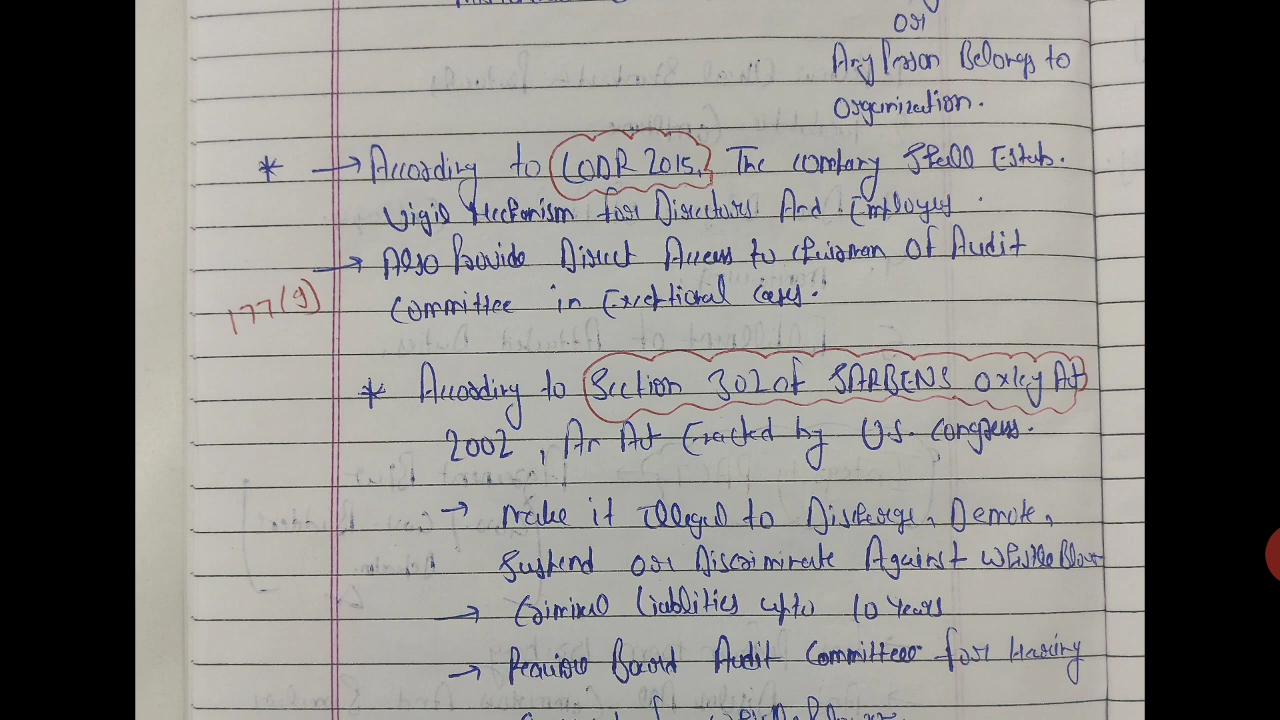 or
Any Person Belongs to
Organization.
* → According to LODR 2015, The company Shall Estab.
Vigil Mechanism for Directors And Employes.
→ Also Provide Direct Access to Chairman of Audit
177(9)
Committee in Exceptional Cases.
* According to Section 302 of SARBENS Oxley Act
2002, An Act Enacted by U.S. Congress.
→ Make it Illegal to Discharge, Demote,
Suspend or Discriminate Against Whistle Blower
→ Criminal Liablities upto 10 Years
→ Require Board Audit Committee for Having